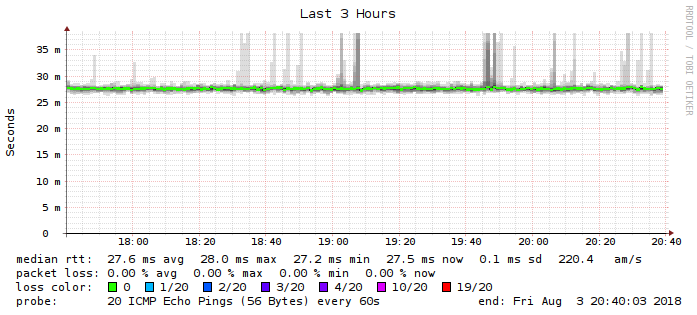 Last 3 Hours
RRDTOOL / TOBI OETIKER
Seconds
35 m
30 m
25 m
20 m
15 m
10 m
5 m
0
18:00 18:20 18:40 19:00 19:20 19:40 20:00 20:20 20:40
median rtt: 27.6 ms avg 28.0 ms max 27.2 ms min 27.5 ms now 0.1 ms sd 220.4 am/s
packet loss: 0.00 % avg 0.00 % max 0.00 % min 0.00 % now
loss color: 0 1/20 2/20 3/20 4/20 10/20 19/20
probe: 20 ICMP Echo Pings (56 Bytes) every 60s end: Fri Aug 3 20:40:03 2018